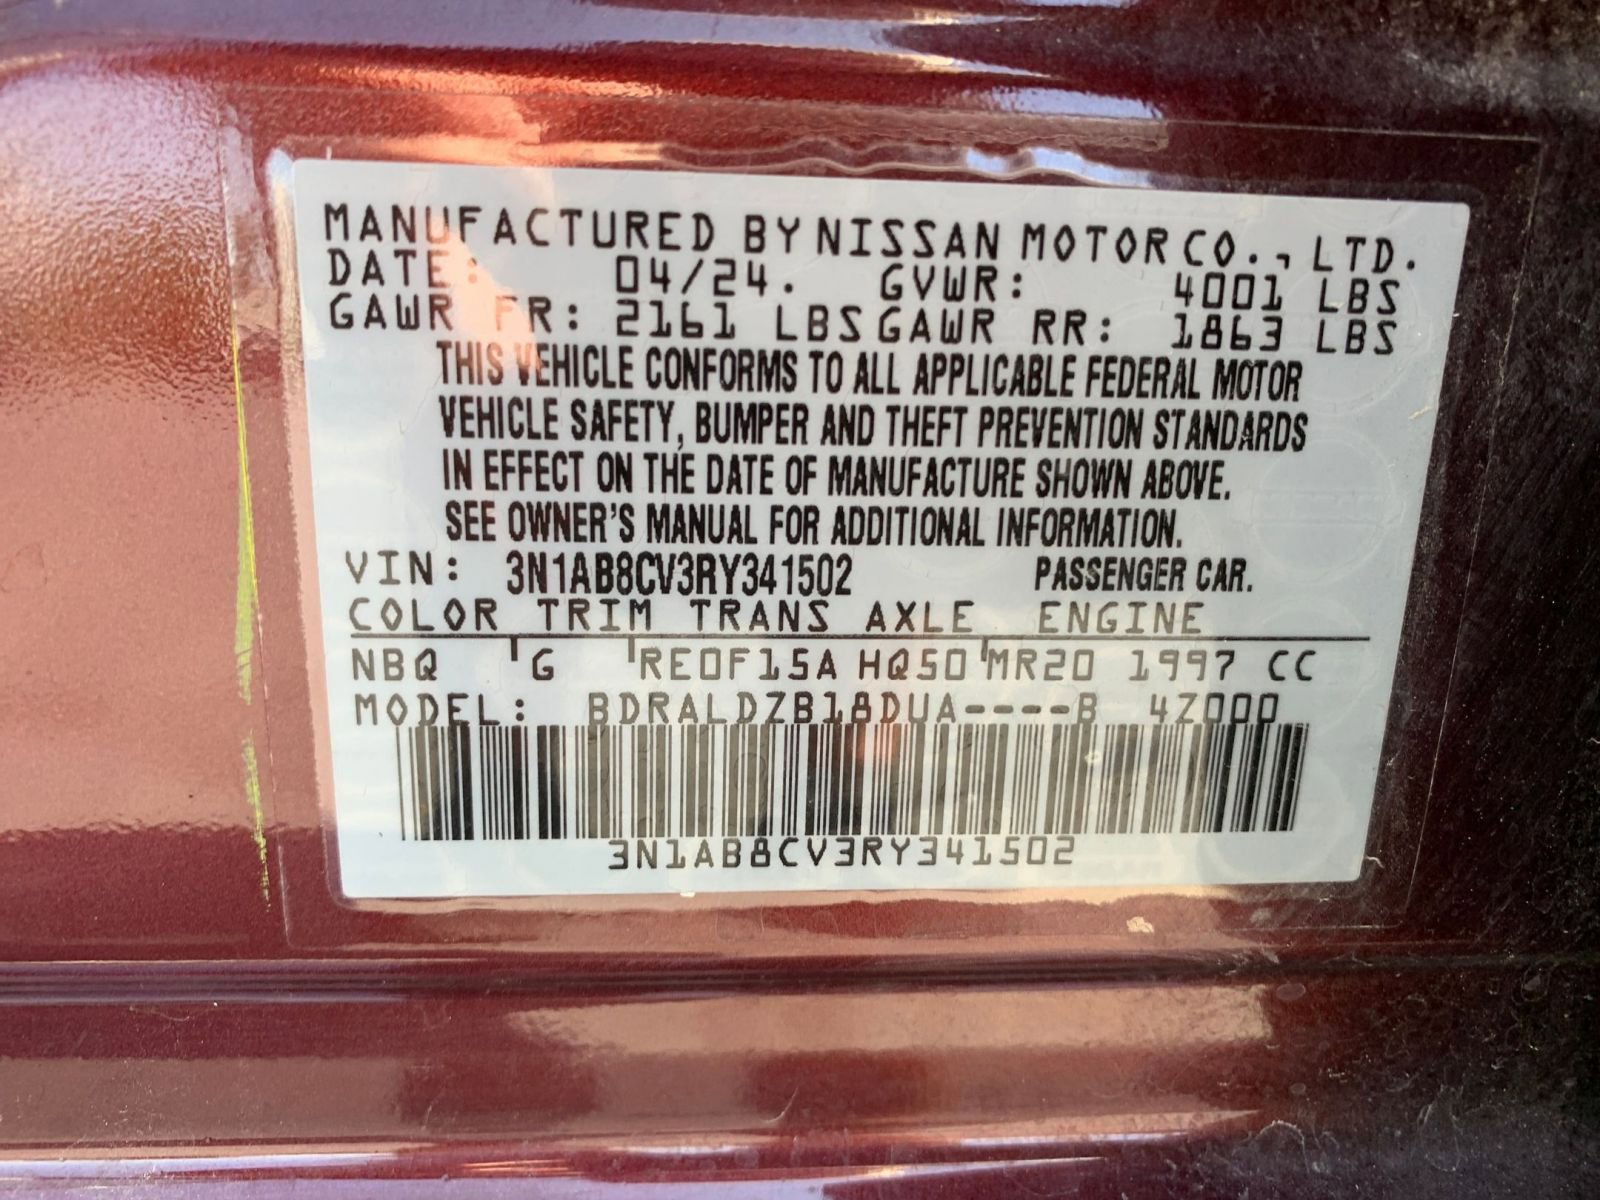 MANUFACTURED BY NISSAN MOTOR CO., LTD.
DATE: 04/24. GVWR: 4001 LBS
GAWR FR: 2161 LBS GAWR RR: 1863 LBS
THIS VEHICLE CONFORMS TO ALL APPLICABLE FEDERAL MOTOR
VEHICLE SAFETY, BUMPER AND THEFT PREVENTION STANDARDS
IN EFFECT ON THE DATE OF MANUFACTURE SHOWN ABOVE.
SEE OWNER'S MANUAL FOR ADDITIONAL INFORMATION.
VIN: 3N1AB8CV3RY341502 PASSENGER CAR.
COLOR TRIM TRANS AXLE ENGINE
NBQ G RE0F15A HQ50 MR20 1997 CC
MODEL: BDRALDZB18DUA----B 4Z000
3N1AB8CV3RY341502